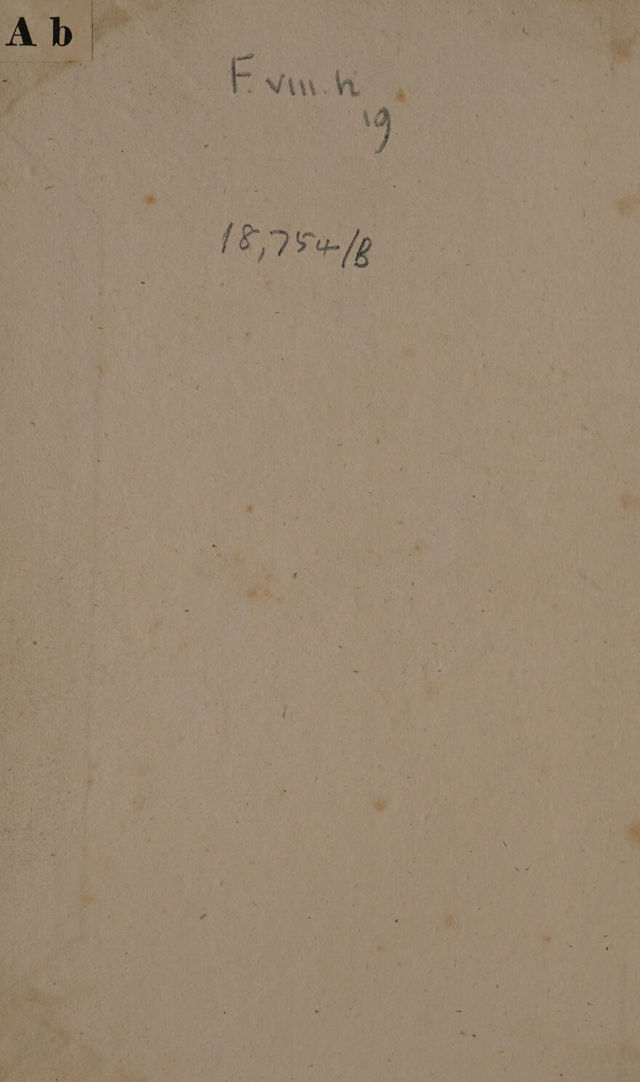 A b
F. viii. h
19
18,754/B